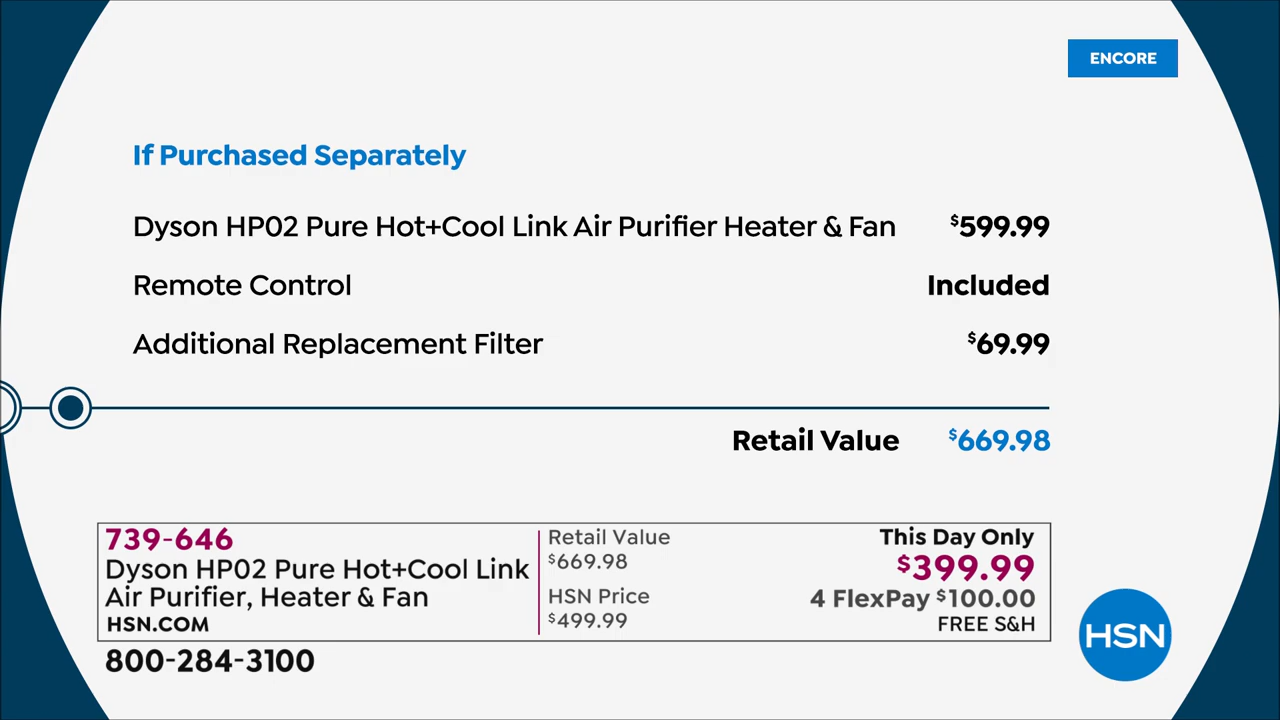 ENCORE
If Purchased Separately
Dyson HP02 Pure Hot+Cool Link Air Purifier Heater & Fan $599.99
Remote Control Included
Additional Replacement Filter $69.99
Retail Value $669.98
739-646
Dyson HP02 Pure Hot+Cool Link
Air Purifier, Heater & Fan
HSN.COM
Retail Value
$669.98
HSN Price
$499.99
This Day Only
$399.99
4 FlexPay $100.00
FREE S&H
800-284-3100
HSN